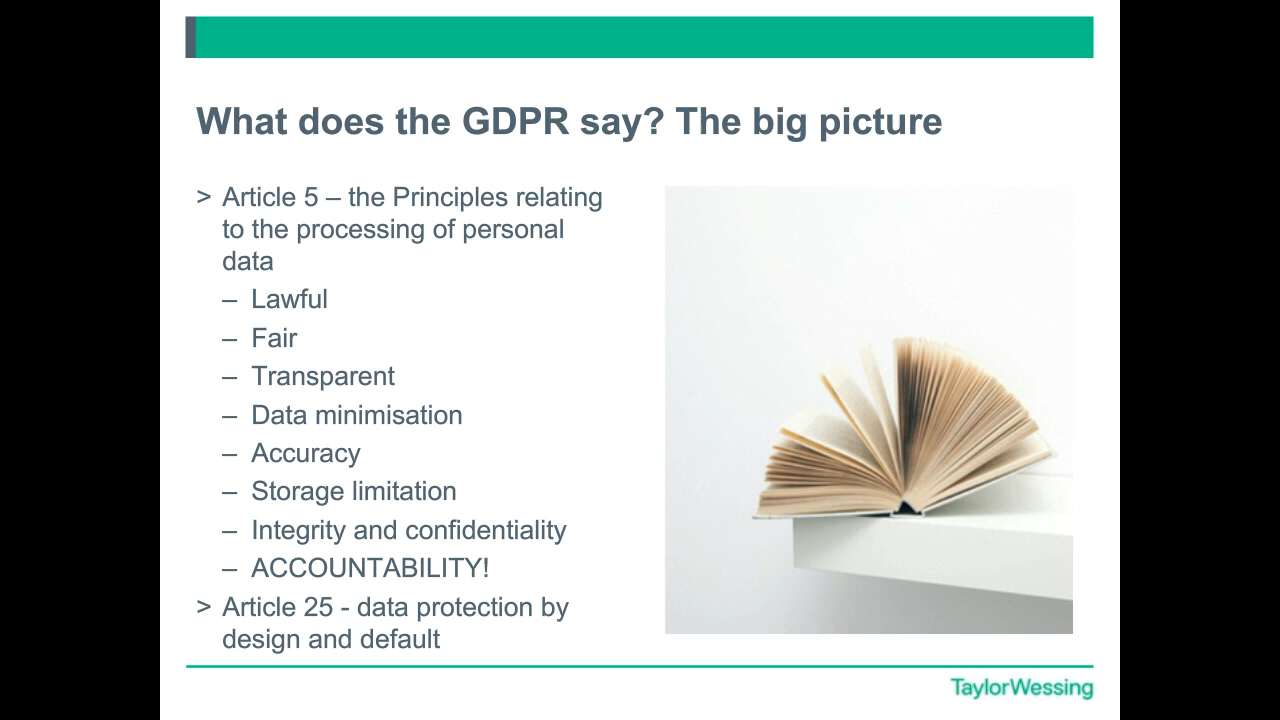 What does the GDPR say? The big picture
> Article 5 – the Principles relating
to the processing of personal
data
– Lawful
– Fair
– Transparent
– Data minimisation
– Accuracy
– Storage limitation
– Integrity and confidentiality
– ACCOUNTABILITY!
> Article 25 - data protection by
design and default
TaylorWessing